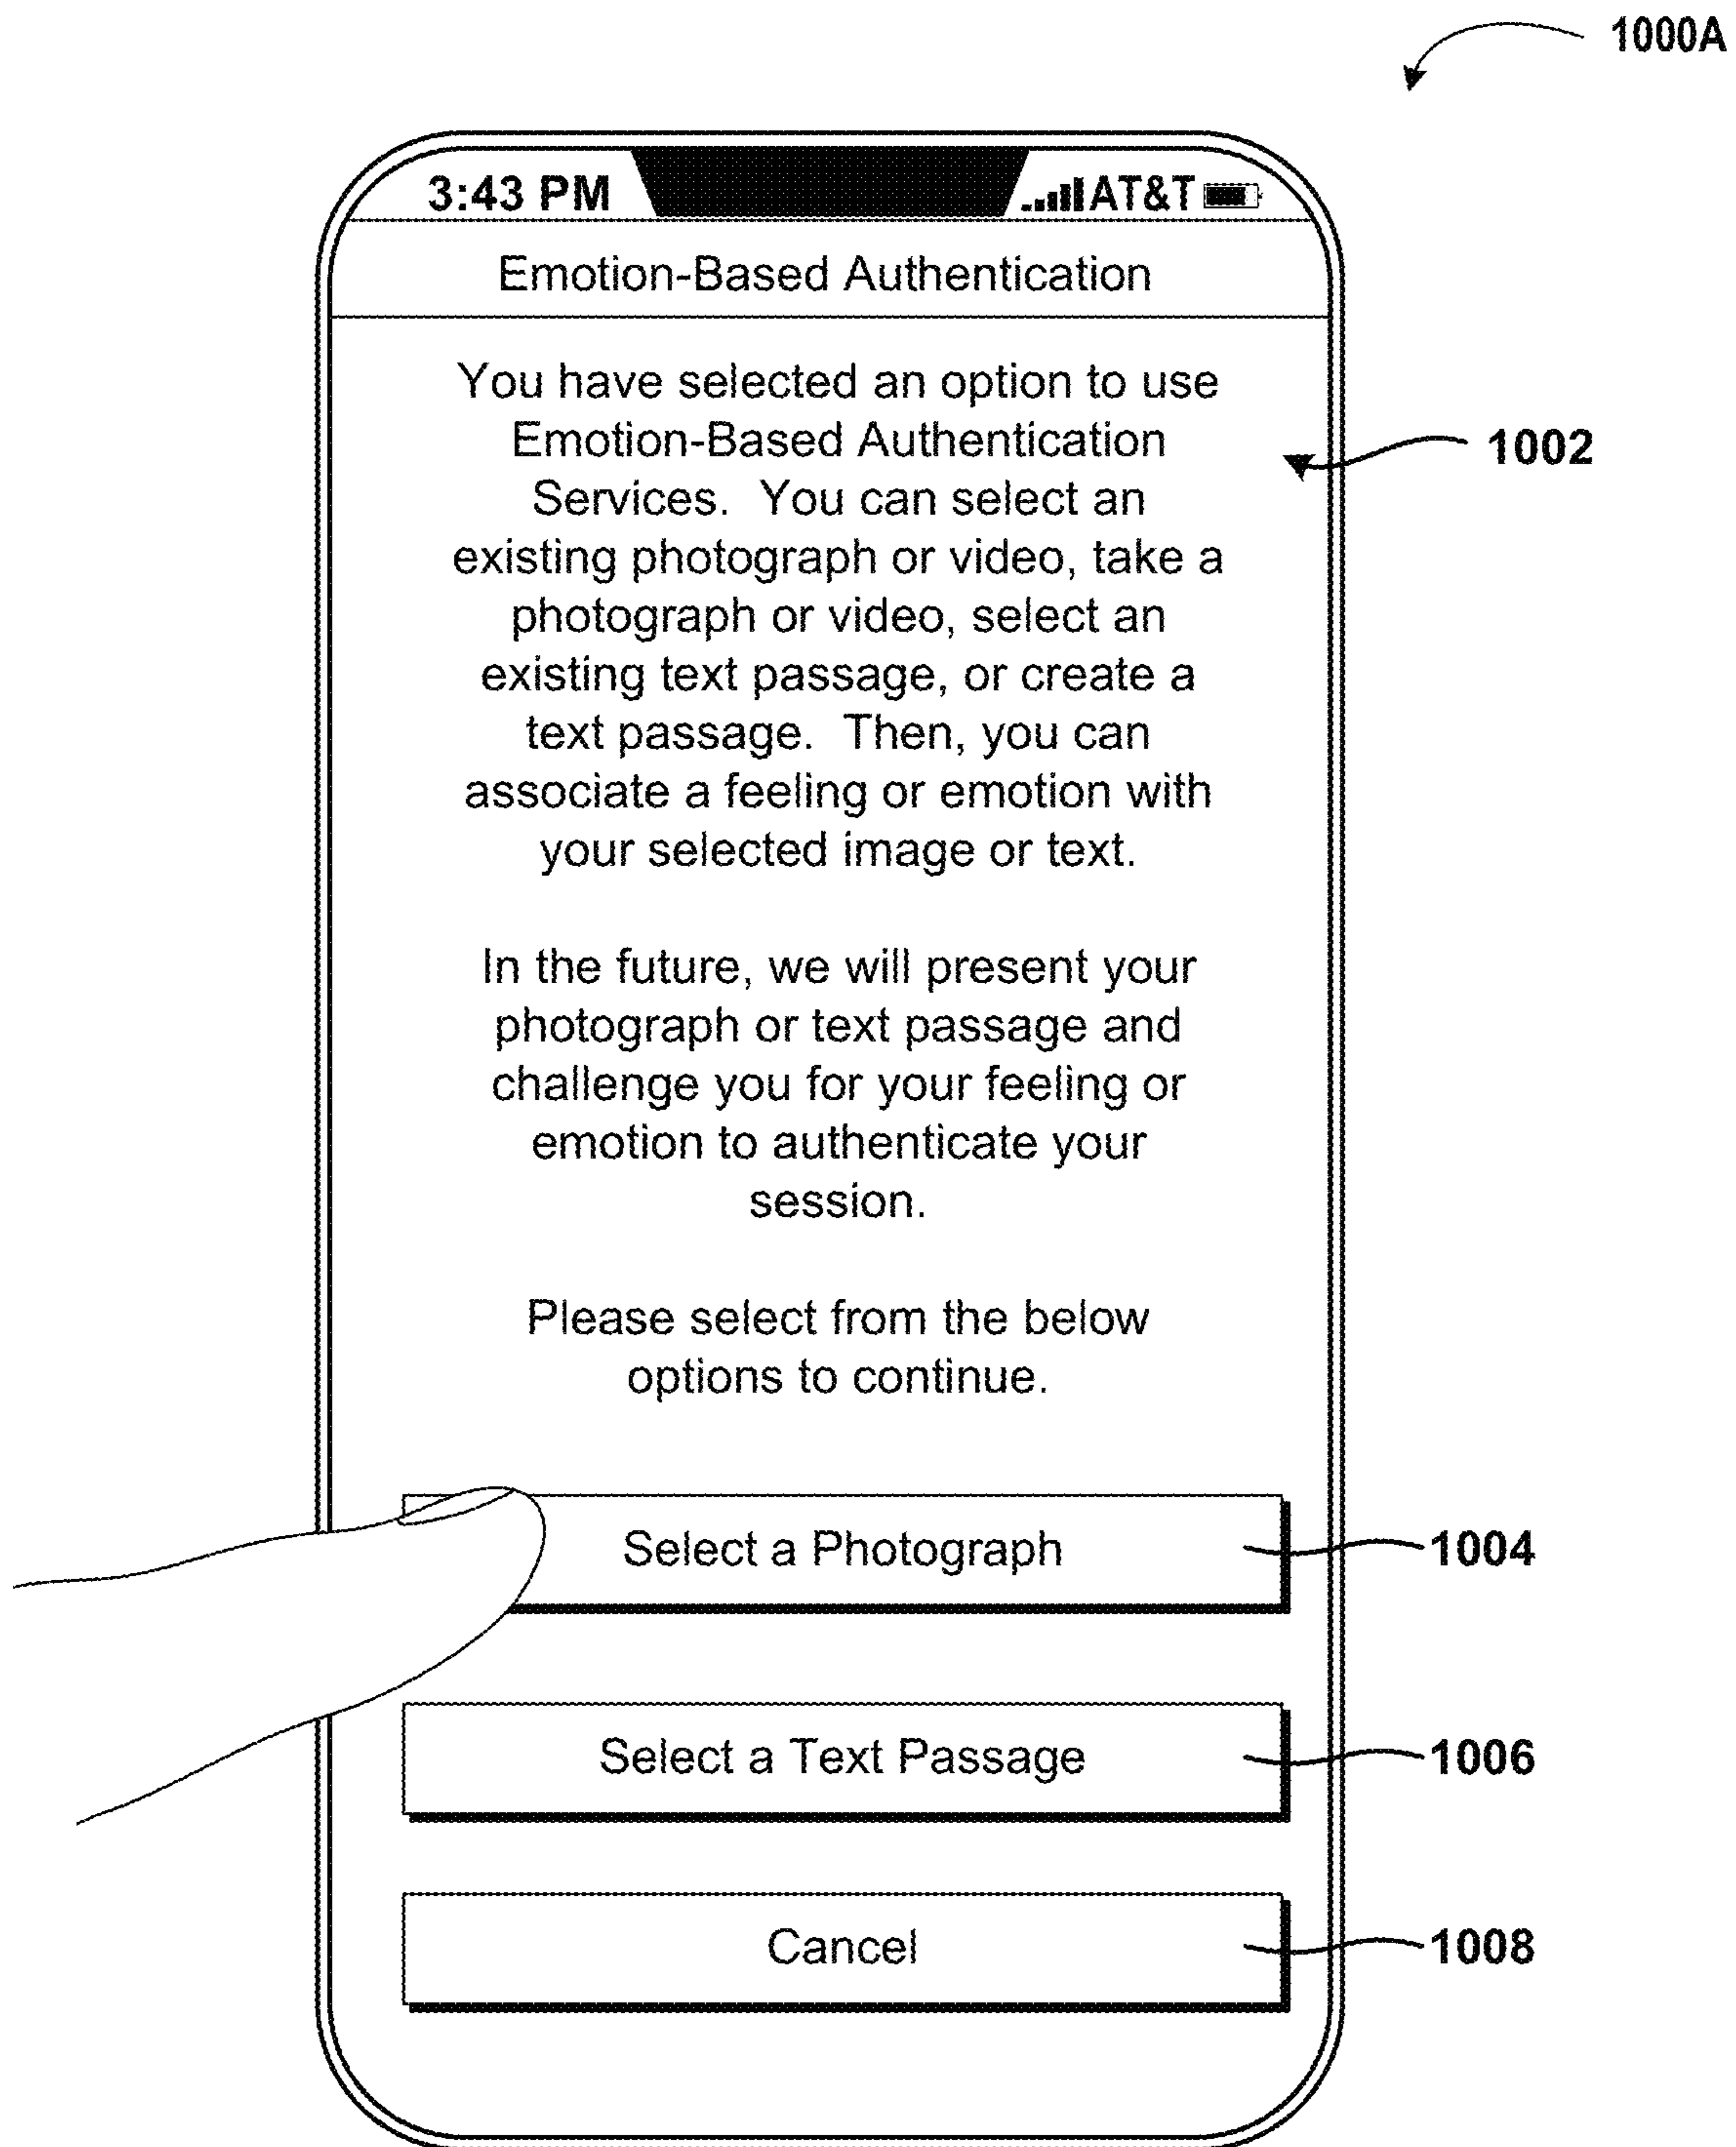 1000A
3:43 PM AT&T
Emotion-Based Authentication
You have selected an option to use
Emotion-Based Authentication
1002
Services.  You can select an
existing photograph or video, take a
photograph or video, select an
existing text passage, or create a
text passage.  Then, you can
associate a feeling or emotion with
your selected image or text.
In the future, we will present your
photograph or text passage and
challenge you for your feeling or
emotion to authenticate your
session.
Please select from the below
options to continue.
Select a Photograph 1004
Select a Text Passage 1006
Cancel 1008